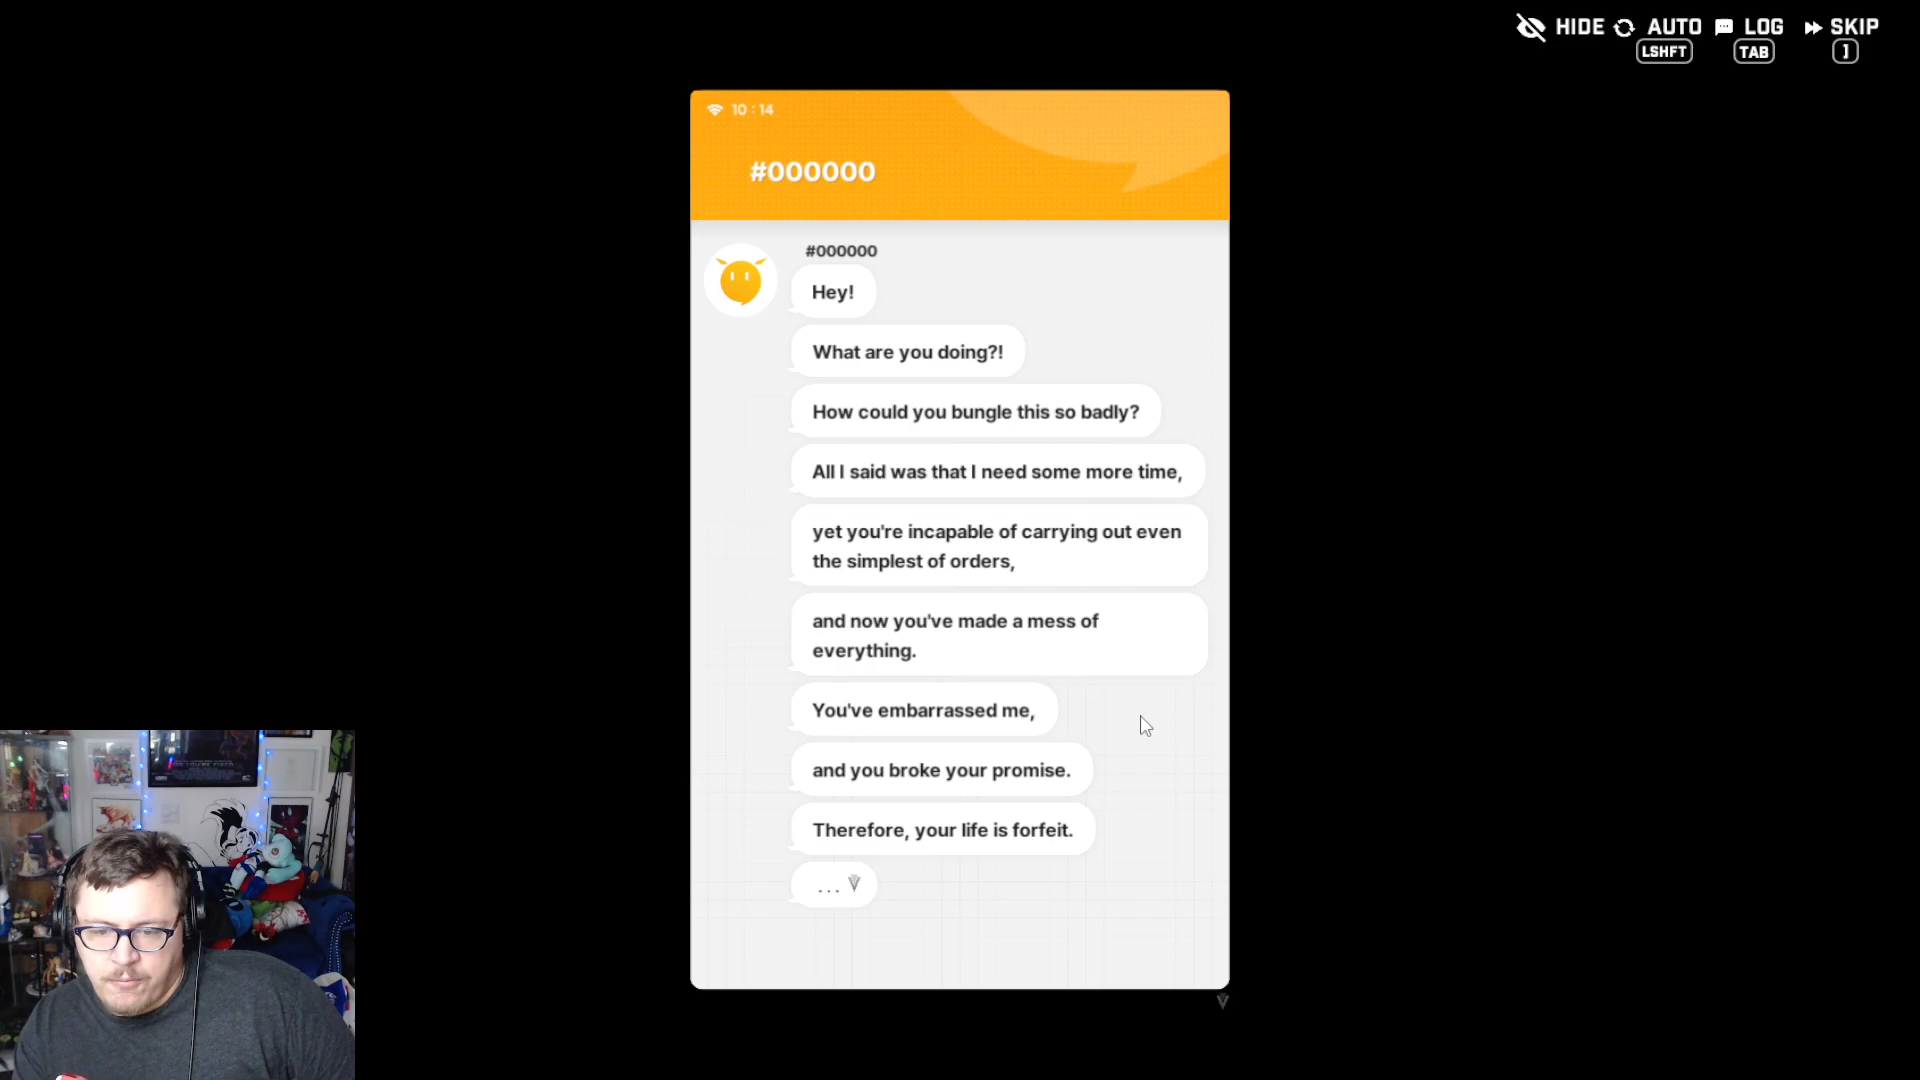 HIDE AUTO LOG SKIP
LSHFT TAB ]
10 : 14
#000000
#000000
Hey!
What are you doing?!
How could you bungle this so badly?
All I said was that I need some more time,
yet you're incapable of carrying out even
the simplest of orders,
and now you've made a mess of
everything.
You've embarrassed me,
and you broke your promise.
Therefore, your life is forfeit.
...